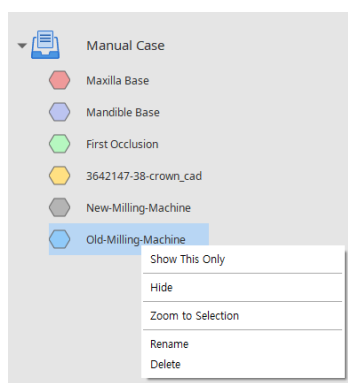 Manual Case
Maxilla Base
Mandible Base
First Occlusion
3642147-38-crown_cad
New-Milling-Machine
Old-Milling-Machine
Show This Only
Hide
Zoom to Selection
Rename
Delete